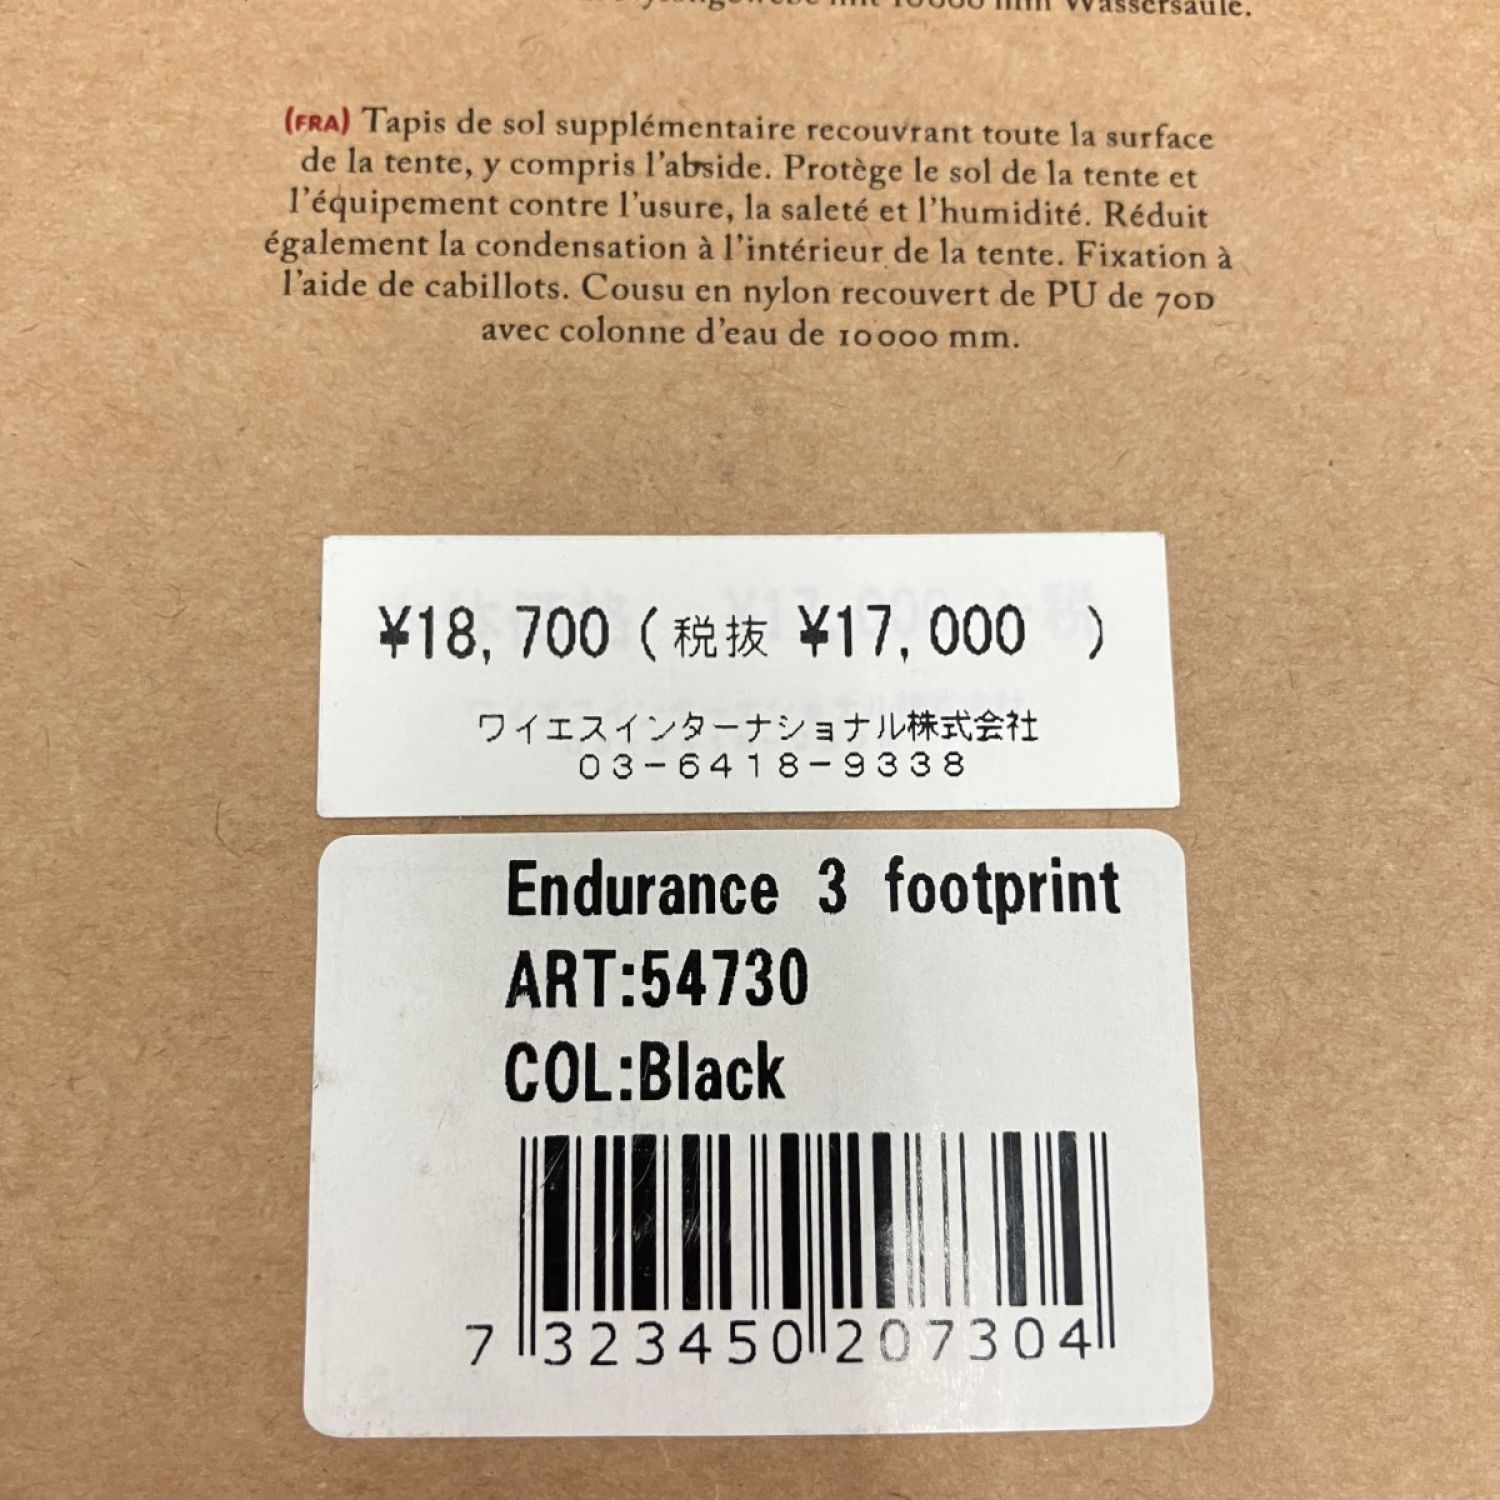 mit 10000 mm Wassersäule.
(FRA) Tapis de sol supplémentaire recouvrant toute la surface
de la tente, y compris l'abside. Protège le sol de la tente et
l'équipement contre l'usure, la saleté et l'humidité. Réduit
également la condensation à l'intérieur de la tente. Fixation à
l'aide de cabillots. Cousu en nylon recouvert de PU de 70D
avec colonne d'eau de 10000 mm.
¥18,700(税抜 ¥17,000 )
ワイエスインターナショナル株式会社
03-6418-9338
Endurance 3 footprint
ART:54730
COL:Black
7 323450 207304